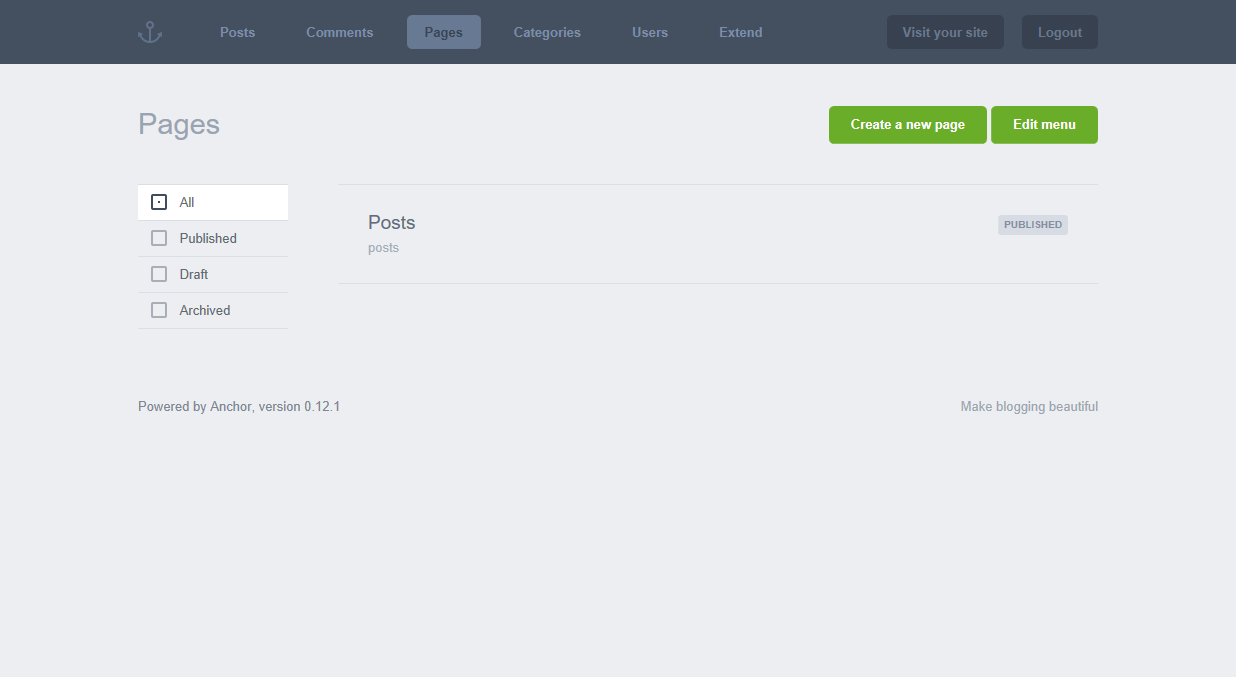 Posts Comments Pages Categories Users Extend Visit your site Logout
Pages Create a new page Edit menu
All
Published
Draft
Archived
Posts PUBLISHED
posts
Powered by Anchor, version 0.12.1 Make blogging beautiful